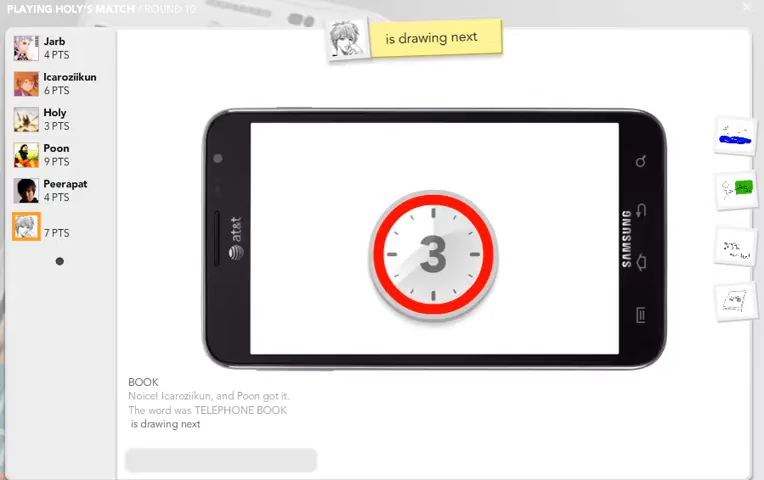 PLAYING HOLY'S MATCH / ROUND 10
is drawing next
Jarb
4 PTS
Icaroziikun
6 PTS
Holy
3 PTS
Poon
9 PTS
Peerapat
4 PTS
7 PTS
at&t
3
SAMSUNG
BOOK
Noice! Icaroziikun, and Poon got it.
The word was TELEPHONE BOOK
is drawing next